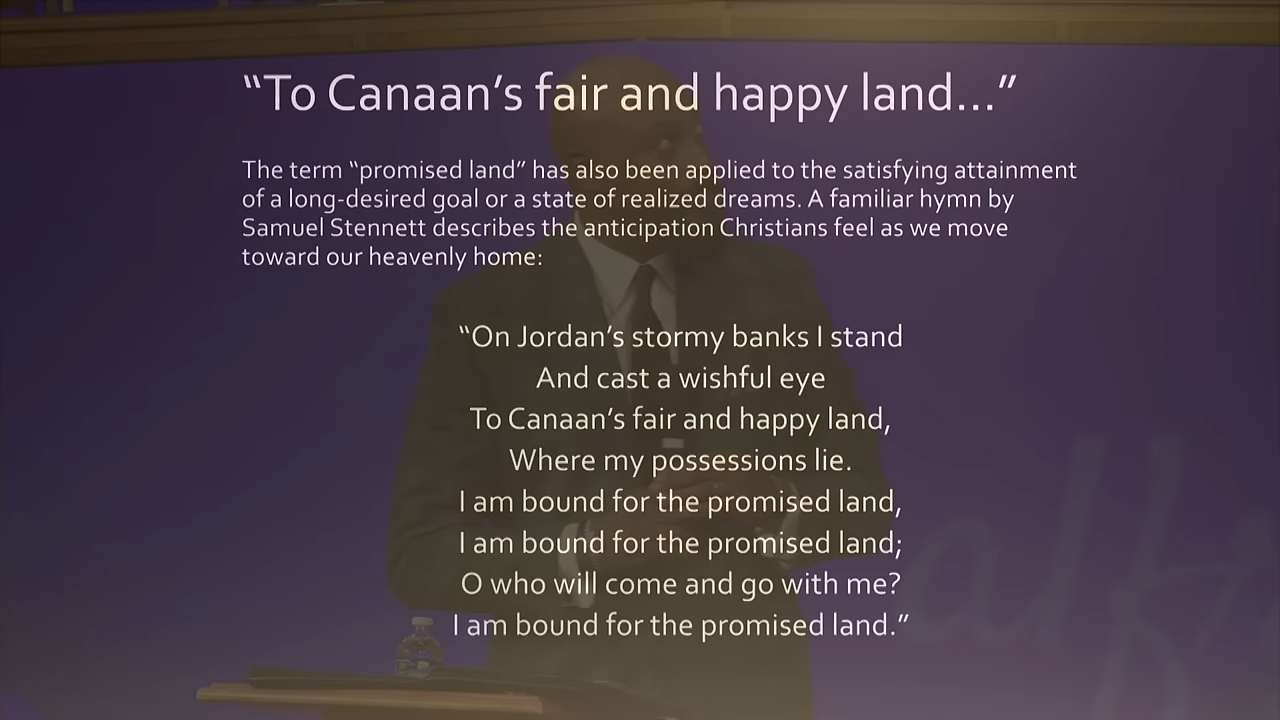 “To Canaan’s fair and happy land...”
The term “promised land” has also been applied to the satisfying attainment
of a long-desired goal or a state of realized dreams. A familiar hymn by
Samuel Stennett describes the anticipation Christians feel as we move
toward our heavenly home:
“On Jordan’s stormy banks I stand
And cast a wishful eye
To Canaan’s fair and happy land,
Where my possessions lie.
I am bound for the promised land,
I am bound for the promised land;
O who will come and go with me?
I am bound for the promised land.”